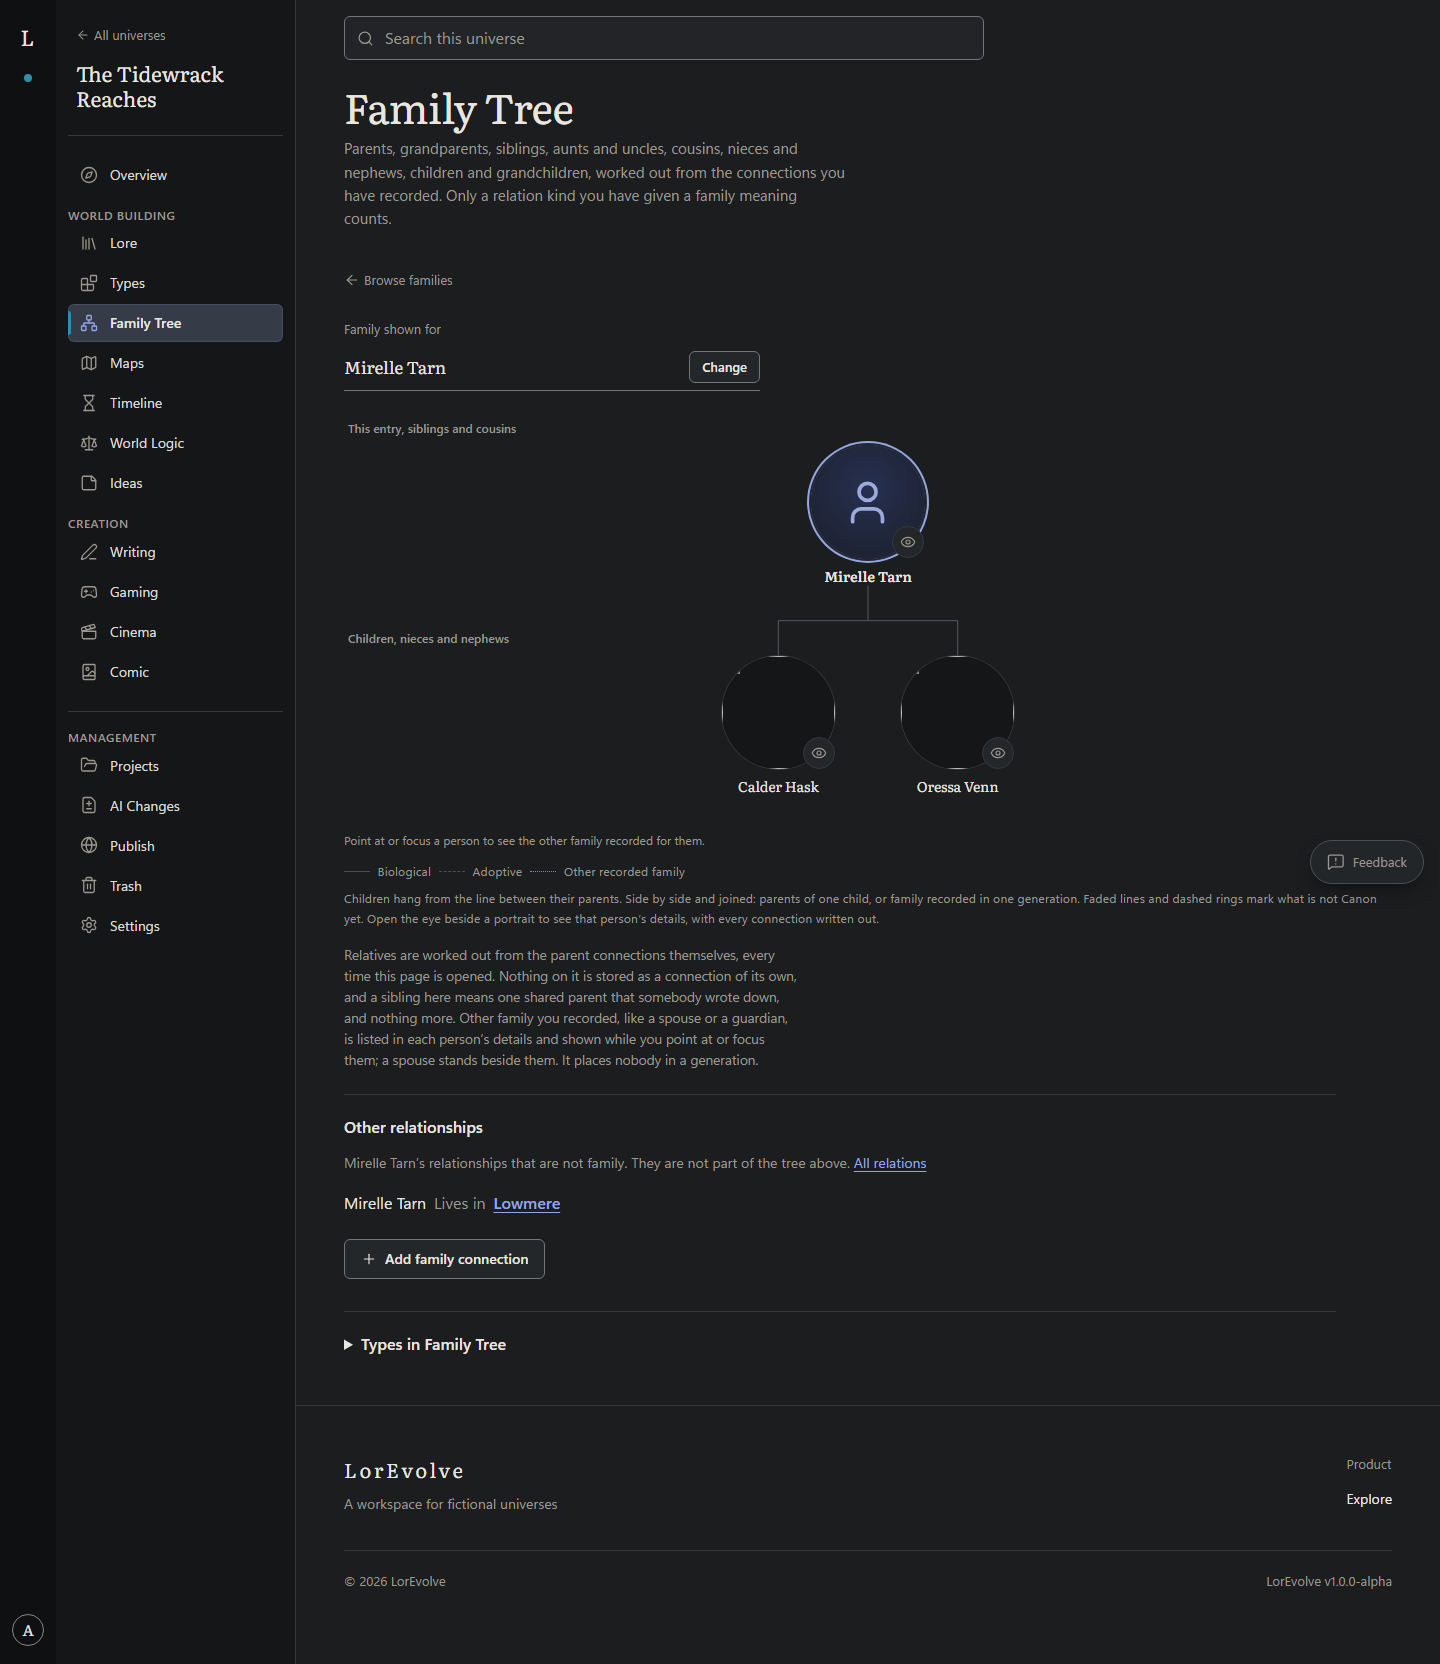 L
← All universes
The Tidewrack
Reaches
Overview
WORLD BUILDING
Lore
Types
Family Tree
Maps
Timeline
World Logic
Ideas
CREATION
Writing
Gaming
Cinema
Comic
MANAGEMENT
Projects
AI Changes
Publish
Trash
Settings
A
Search this universe
Family Tree
Parents, grandparents, siblings, aunts and uncles, cousins, nieces and
nephews, children and grandchildren, worked out from the connections you
have recorded. Only a relation kind you have given a family meaning
counts.
← Browse families
Family shown for
Mirelle Tarn
Change
This entry, siblings and cousins
Mirelle Tarn
Children, nieces and nephews
Calder Hask
Oressa Venn
Point at or focus a person to see the other family recorded for them.
Biological Adoptive Other recorded family
Children hang from the line between their parents. Side by side and joined: parents of one child, or family recorded in one generation. Faded lines and dashed rings mark what is not Canon
yet. Open the eye beside a portrait to see that person's details, with every connection written out.
Relatives are worked out from the parent connections themselves, every
time this page is opened. Nothing on it is stored as a connection of its own,
and a sibling here means one shared parent that somebody wrote down,
and nothing more. Other family you recorded, like a spouse or a guardian,
is listed in each person's details and shown while you point at or focus
them; a spouse stands beside them. It places nobody in a generation.
Feedback
Other relationships
Mirelle Tarn's relationships that are not family. They are not part of the tree above. All relations
Mirelle Tarn Lives in Lowmere
+ Add family connection
Types in Family Tree
LorEvolve
A workspace for fictional universes
Product
Explore
© 2026 LorEvolve
LorEvolve v1.0.0-alpha